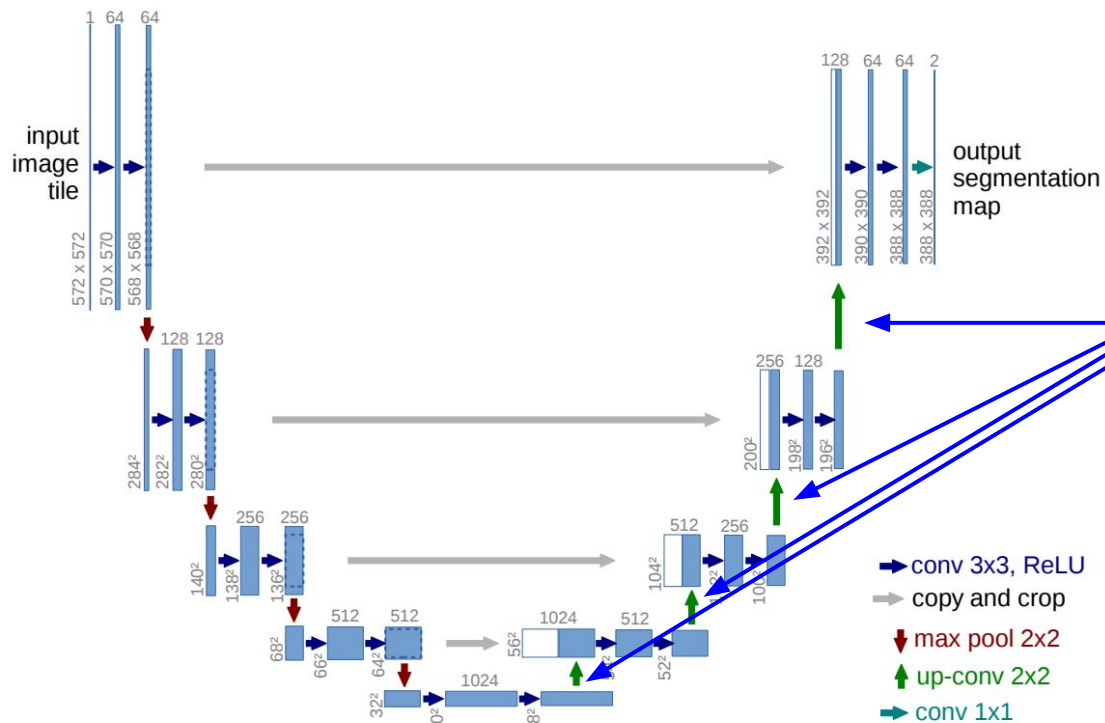 1 64 64
input
image
tile
572 x 572
570 x 570
568 x 568
128 64 64 2
output
segmentation
map
392 x 392
390 x 390
388 x 388
388 x 388
128 128
284²
282²
280²
256 128
200²
198²
196²
256 256
140²
138²
136²
512 256
104²
512 512
68²
66²
64²
1024 512
56²
52²
1024
32²
conv 3x3, ReLU
copy and crop
max pool 2x2
up-conv 2x2
conv 1x1